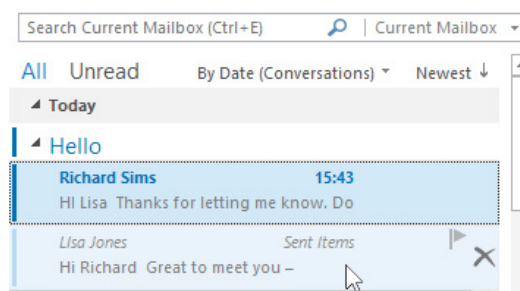 Search Current Mailbox (Ctrl+E) Current Mailbox
All Unread By Date (Conversations) Newest ↓
Today
Hello
Richard Sims 15:43
HI Lisa Thanks for letting me know. Do
Lisa Jones Sent Items
Hi Richard Great to meet you –